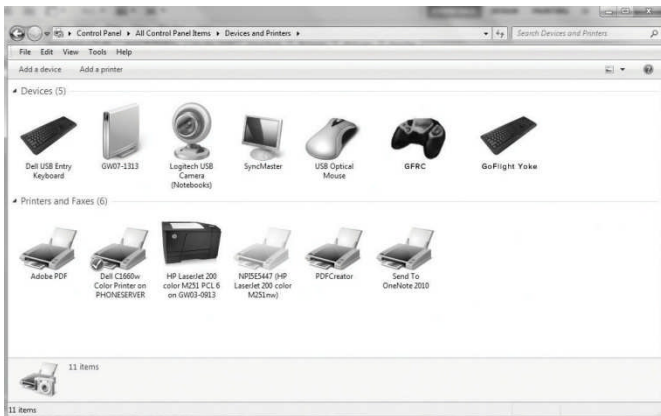 Control Panel ▸ All Control Panel Items ▸ Devices and Printers ▸
Search Devices and Printers
File Edit View Tools Help
Add a device Add a printer
Devices (5)
Dell USB Entry
Keyboard
GW07-1313
Logitech USB
Camera
(Notebooks)
SyncMaster
USB Optical
Mouse
GFRC
GoFlight Yoke
Printers and Faxes (6)
Adobe PDF
Dell C1660w
Color Printer on
PHONESERVER
HP LaserJet 200
color M251 PCL 6
on GW03-0913
NPI5E5447 (HP
LaserJet 200 color
M251nw)
PDFCreator
Send To
OneNote 2010
11 items
11 items